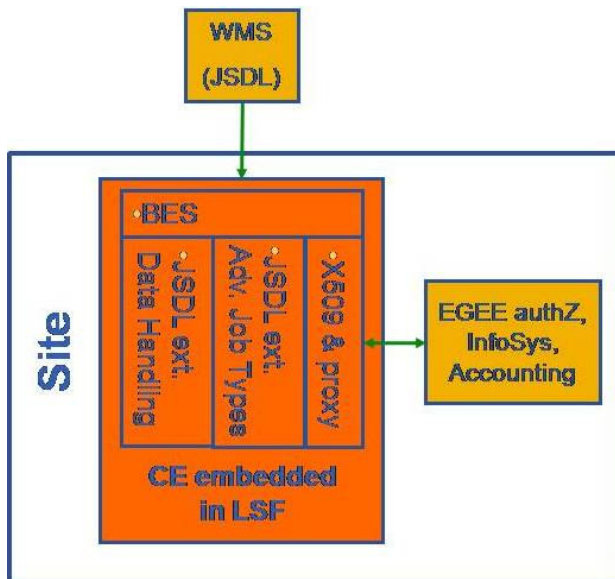 WMS
(JSDL)
•BES
•JSDL ext.
Data Handling
•JSDL ext.
Adv. Job Types
•X509 & proxy
EGEE authZ,
InfoSys,
Accounting
Site
CE embedded
in LSF